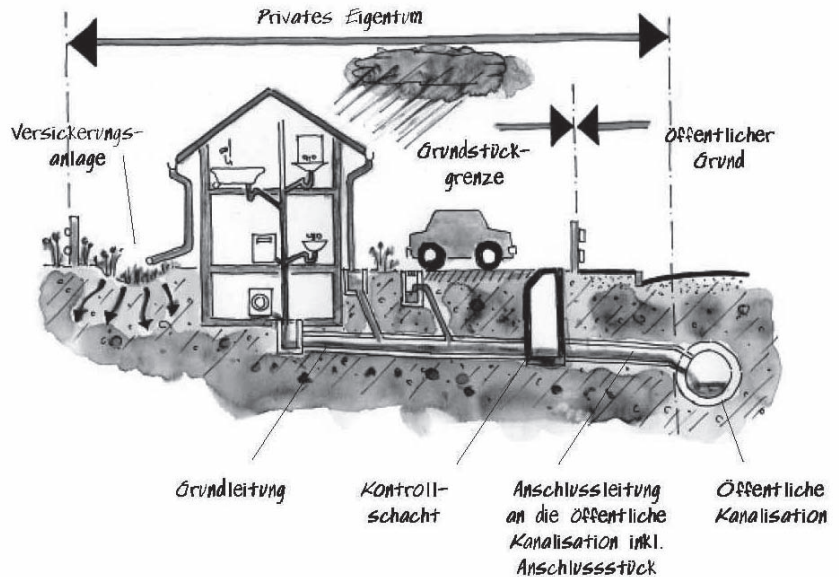 Privates Eigentum
Versickerungs-
anlage
Grundstück-
grenze
Öffentlicher
Grund
Grundleitung
Kontroll-
schacht
Anschlussleitung
an die öffentliche
Kanalisation inkl.
Anschlussstück
Öffentliche
Kanalisation